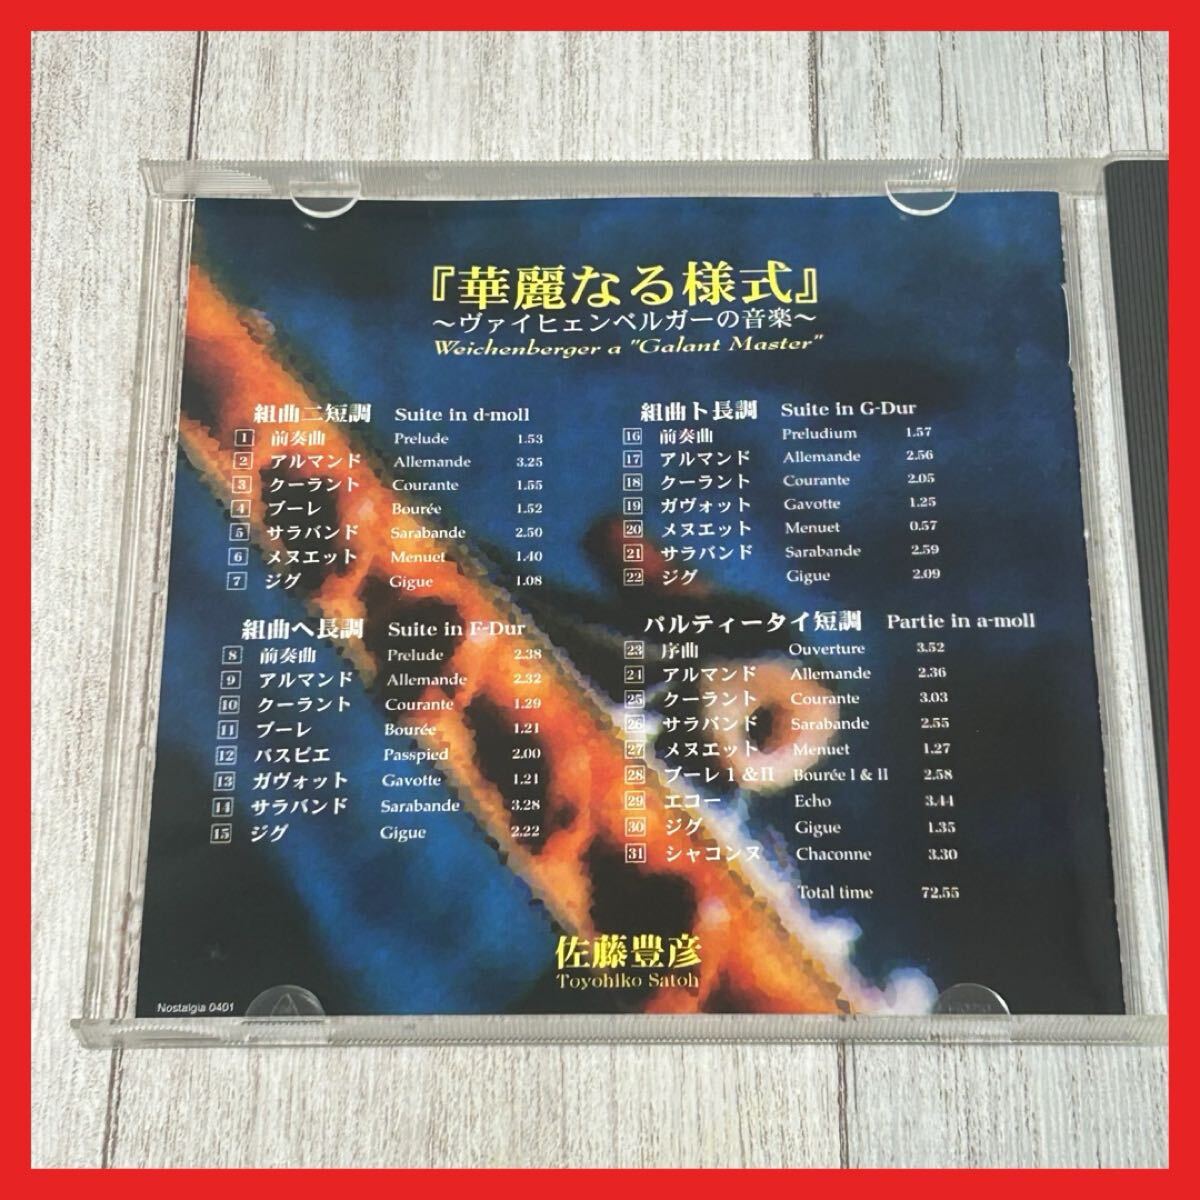 『華麗なる様式』
～ヴァイヒェンベルガーの音楽～
Weichenberger a "Galant Master"
組曲ニ短調 Suite in d-moll
1 前奏曲 Prelude 1.53
2 アルマンド Allemande 3.25
3 クーラント Courante 1.55
4 ブーレ Bourée 1.52
5 サラバンド Sarabande 2.50
6 メヌエット Menuet 1.40
7 ジグ Gigue 1.08
組曲ヘ長調 Suite in F-Dur
8 前奏曲 Prelude 2.38
9 アルマンド Allemande 2.32
10 クーラント Courante 1.29
11 ブーレ Bourée 1.21
12 パスピエ Passpied 2.00
13 ガヴォット Gavotte 1.21
14 サラバンド Sarabande 3.28
15 ジグ Gigue 2.22
組曲ト長調 Suite in G-Dur
16 前奏曲 Preludium 1.57
17 アルマンド Allemande 2.56
18 クーラント Courante 2.05
19 ガヴォット Gavotte 1.25
20 メヌエット Menuet 0.57
21 サラバンド Sarabande 2.59
22 ジグ Gigue 2.09
パルティータイ短調 Partie in a-moll
23 序曲 Ouverture 3.52
24 アルマンド Allemande 2.36
25 クーラント Courante 3.03
26 サラバンド Sarabande 2.55
27 メヌエット Menuet 1.27
28 ブーレ I & II Bourée I & II 2.58
29 エコー Echo 3.44
30 ジグ Gigue 1.35
31 シャコンヌ Chaconne 3.30
Total time 72.55
佐藤豊彦
Toyohiko Satoh
Nostalgia 0401